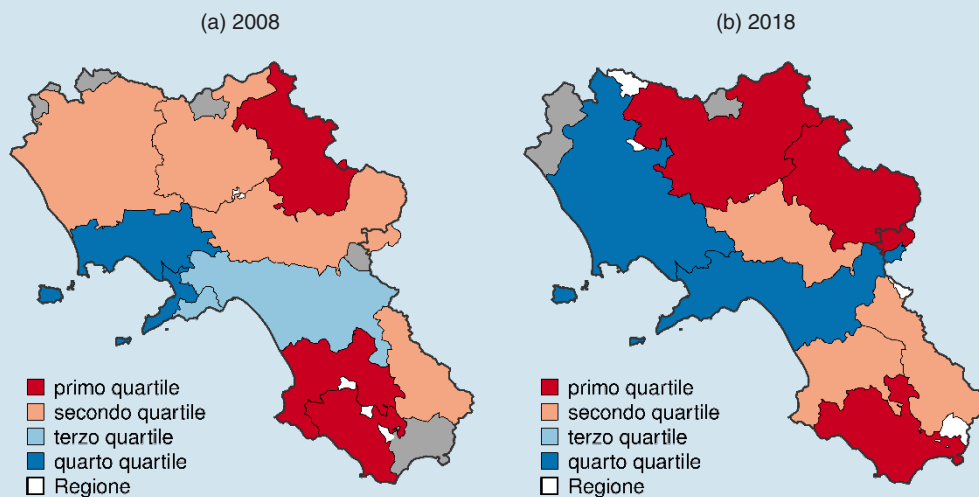 (a) 2008
(b) 2018
primo quartile
secondo quartile
terzo quartile
quarto quartile
Regione
primo quartile
secondo quartile
terzo quartile
quarto quartile
Regione